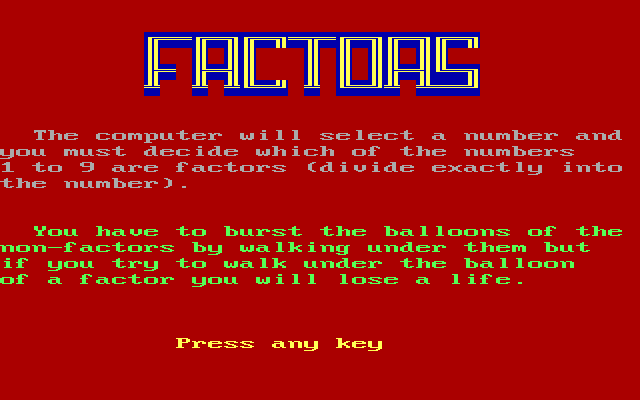 FACTORS
The computer will select a number and
you must decide which of the numbers
1 to 9 are factors (divide exactly into
the number).
You have to burst the balloons of the
non-factors by walking under them but
if you try to walk under the balloon
of a factor you will lose a life.
Press any key